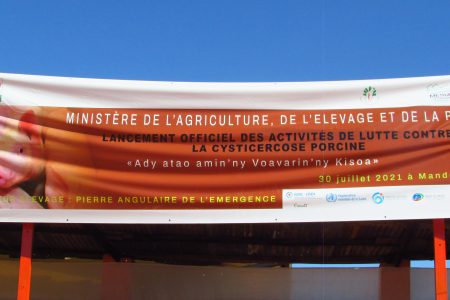 MINISTÈRE DE L'AGRICULTURE, DE L'ELEVAGE ET DE LA P
LANCEMENT OFFICIEL DES ACTIVITÉS DE LUTTE CONTRE
LA CYSTICERCOSE PORCINE
«Ady atao amin'ny Voavarin'ny Kisoa»
30 juillet 2021 à Mand
ELEVAGE : PIERRE ANGULAIRE DE L'EMERGENCE